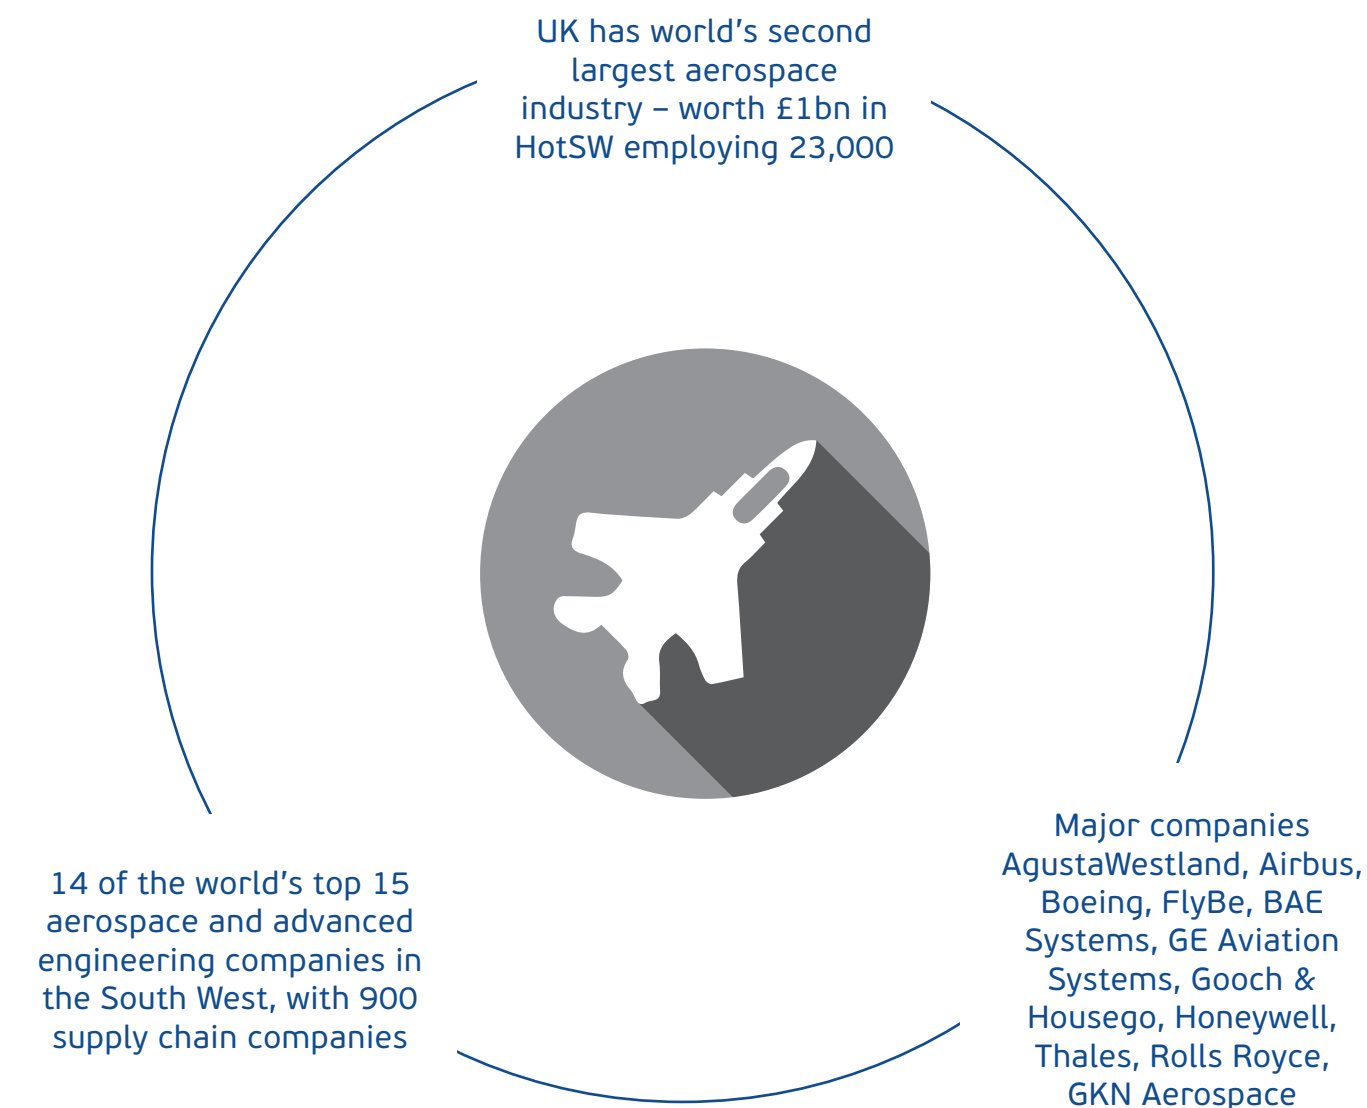 UK has world's second
largest aerospace
industry – worth £1bn in
HotSW employing 23,000
14 of the world's top 15
aerospace and advanced
engineering companies in
the South West, with 900
supply chain companies
Major companies
AgustaWestland, Airbus,
Boeing, FlyBe, BAE
Systems, GE Aviation
Systems, Gooch &
Housego, Honeywell,
Thales, Rolls Royce,
GKN Aerospace